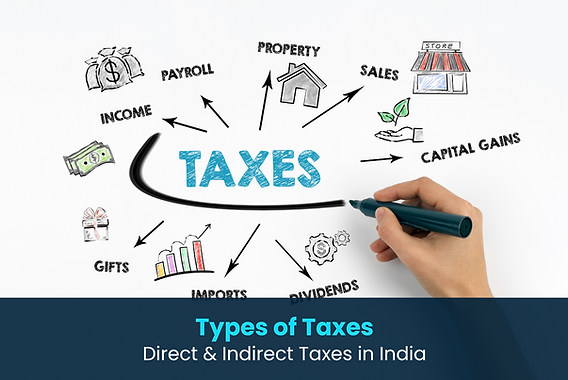 PROPERTY
STORE
PAYROLL
SALES
INCOME
TAXES
CAPITAL GAINS
GIFTS
IMPORTS
DIVIDENDS
Types of Taxes
Direct & Indirect Taxes in India